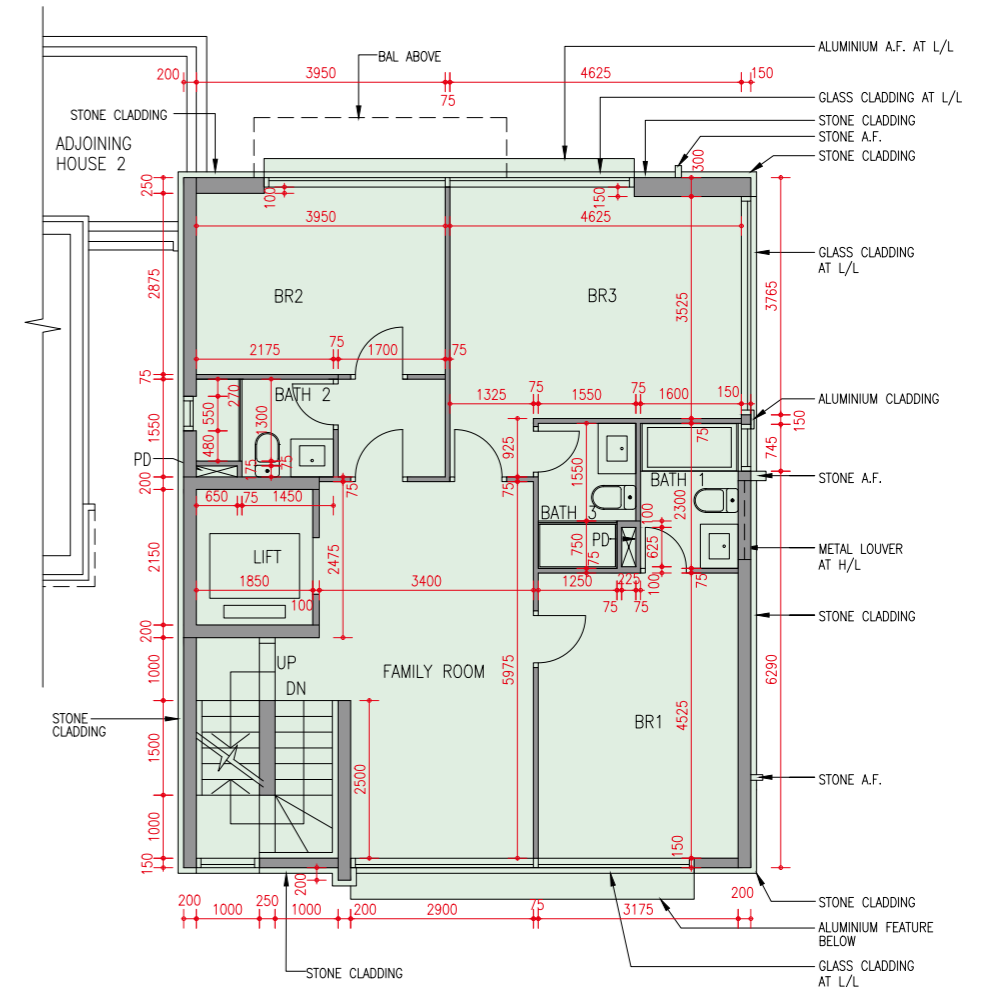 BAL ABOVE
ALUMINIUM A.F. AT L/L
200
3950
4625
150
75
GLASS CLADDING AT L/L
STONE CLADDING
STONE CLADDING
STONE A.F.
ADJOINING
HOUSE 2
300
STONE CLADDING
250
100
150
3950
4625
GLASS CLADDING
AT L/L
2875
3765
BR2
BR3
3525
75
2175
1700
75
75
1325
75
1550
75
1600
150
270
BATH 2
ALUMINIUM CLADDING
550
1300
1550
150
75
925
745
480
75
75
PD
200
1550
BATH 1
STONE A.F.
650
75
1450
75
75
2300
BATH 3
100
2150
LIFT
2475
PD
750
625
METAL LOUVER
AT H/L
75
1850
100
3400
1250
225
75
75
100
75
STONE CLADDING
200
1000
UP
DN
FAMILY ROOM
5975
6290
STONE
CLADDING
BR1
4525
1500
2500
STONE A.F.
1000
150
150
200
200
1000
250
1000
200
2900
75
3175
200
STONE CLADDING
ALUMINIUM FEATURE
BELOW
STONE CLADDING
GLASS CLADDING
AT L/L